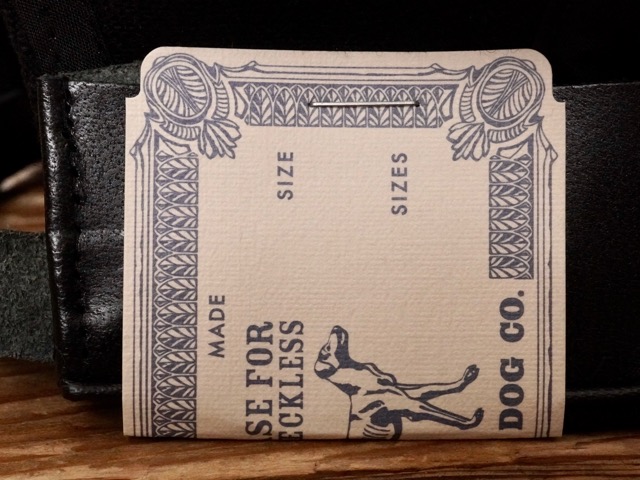 SIZE
SIZES
MADE
SE FOR
ECKLESS
DOG CO.